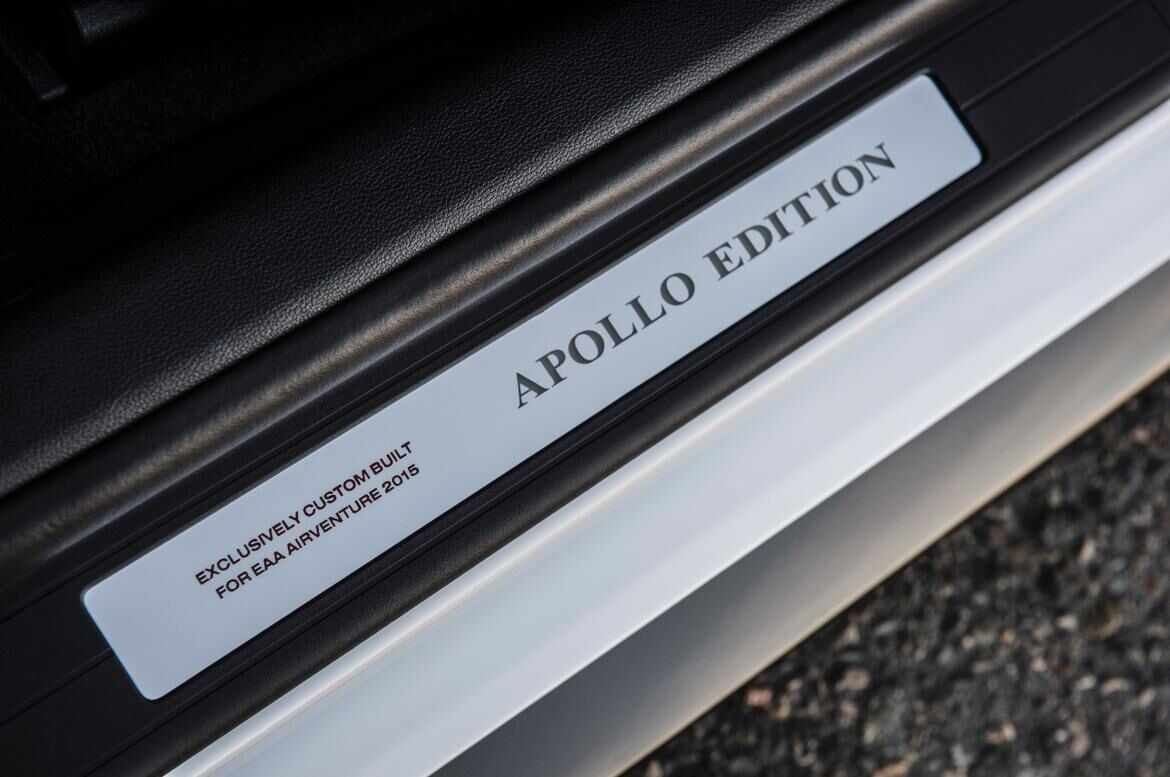 APOLLO EDITION
EXCLUSIVELY CUSTOM BUILT
FOR EAA AIRVENTURE 2015